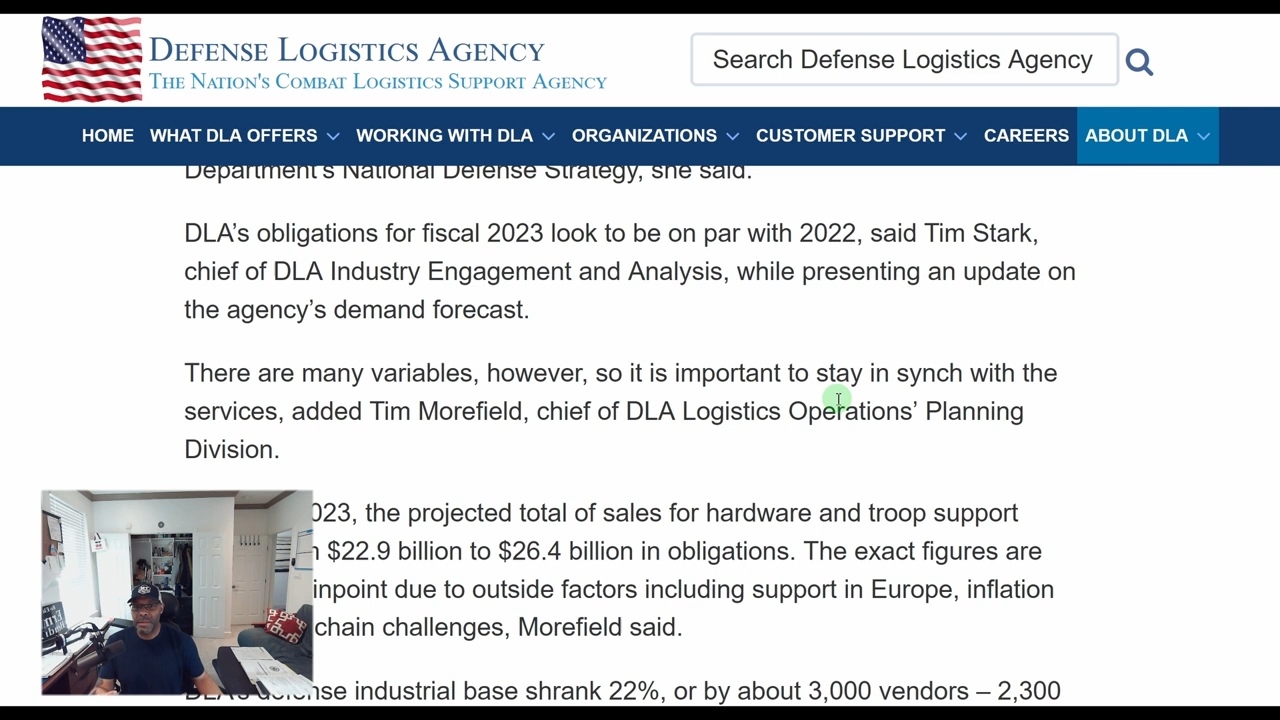 DEFENSE LOGISTICS AGENCY
THE NATION'S COMBAT LOGISTICS SUPPORT AGENCY
Search Defense Logistics Agency
HOME WHAT DLA OFFERS WORKING WITH DLA ORGANIZATIONS CUSTOMER SUPPORT CAREERS ABOUT DLA
Department's National Defense Strategy, she said.
DLA’s obligations for fiscal 2023 look to be on par with 2022, said Tim Stark,
chief of DLA Industry Engagement and Analysis, while presenting an update on
the agency’s demand forecast.
There are many variables, however, so it is important to stay in synch with the
services, added Tim Morefield, chief of DLA Logistics Operations’ Planning
Division.
023, the projected total of sales for hardware and troop support
$22.9 billion to $26.4 billion in obligations. The exact figures are
inpoint due to outside factors including support in Europe, inflation
chain challenges, Morefield said.
DLA's defense industrial base shrank 22%, or by about 3,000 vendors – 2,300